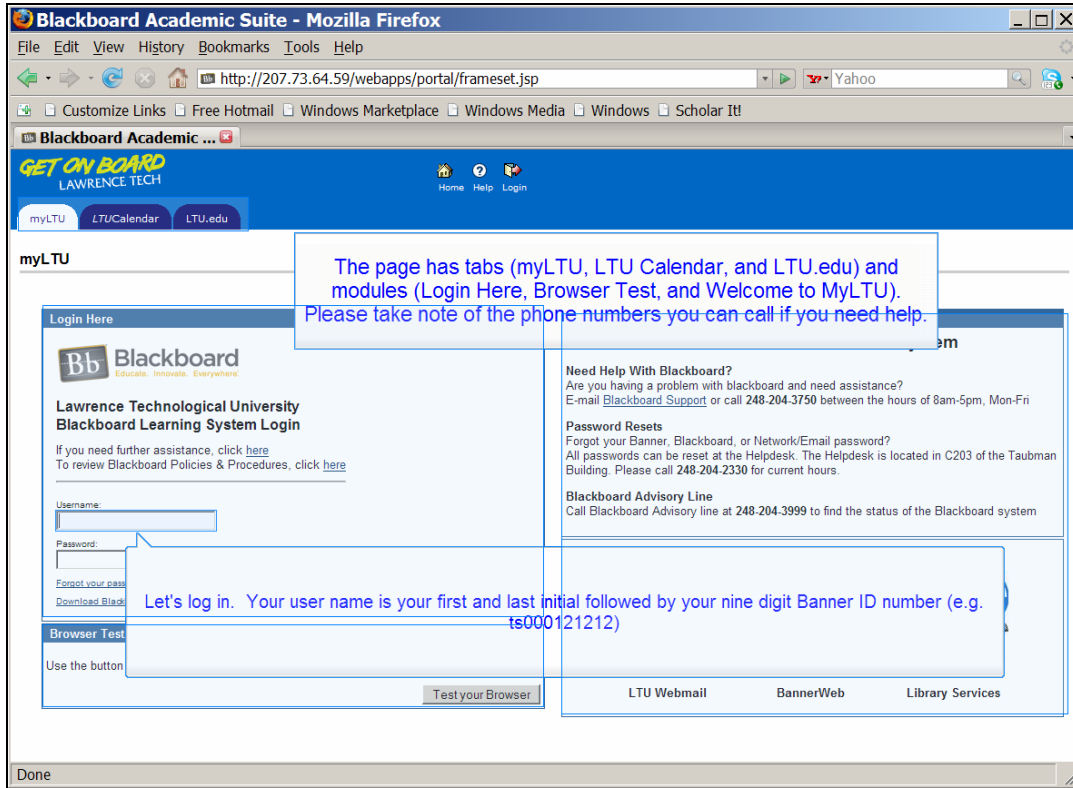 Blackboard Academic Suite - Mozilla Firefox
File Edit View History Bookmarks Tools Help
http://207.73.64.59/webapps/portal/frameset.jsp
Yahoo
Customize Links Free Hotmail Windows Marketplace Windows Media Windows Scholar It!
Blackboard Academic ...
GET ON BOARD
LAWRENCE TECH
Home Help Login
myLTU LTUCalendar LTU.edu
myLTU
The page has tabs (myLTU, LTU Calendar, and LTU.edu) and
modules (Login Here, Browser Test, and Welcome to MyLTU).
Please take note of the phone numbers you can call if you need help.
Login Here
Bb Blackboard
Educate. Innovate. Everywhere.
Lawrence Technological University
Blackboard Learning System Login
If you need further assistance, click here
To review Blackboard Policies & Procedures, click here
Username:
Password:
Forgot your pass
Download Black
Let's log in. Your user name is your first and last initial followed by your nine digit Banner ID number (e.g.
ts000121212)
Browser Test
Use the button
Test your Browser
Need Help With Blackboard?
Are you having a problem with blackboard and need assistance?
E-mail Blackboard Support or call 248-204-3750 between the hours of 8am-5pm, Mon-Fri
Password Resets
Forgot your Banner, Blackboard, or Network/Email password?
All passwords can be reset at the Helpdesk. The Helpdesk is located in C203 of the Taubman
Building. Please call 248-204-2330 for current hours.
Blackboard Advisory Line
Call Blackboard Advisory line at 248-204-3999 to find the status of the Blackboard system
LTU Webmail BannerWeb Library Services
Done